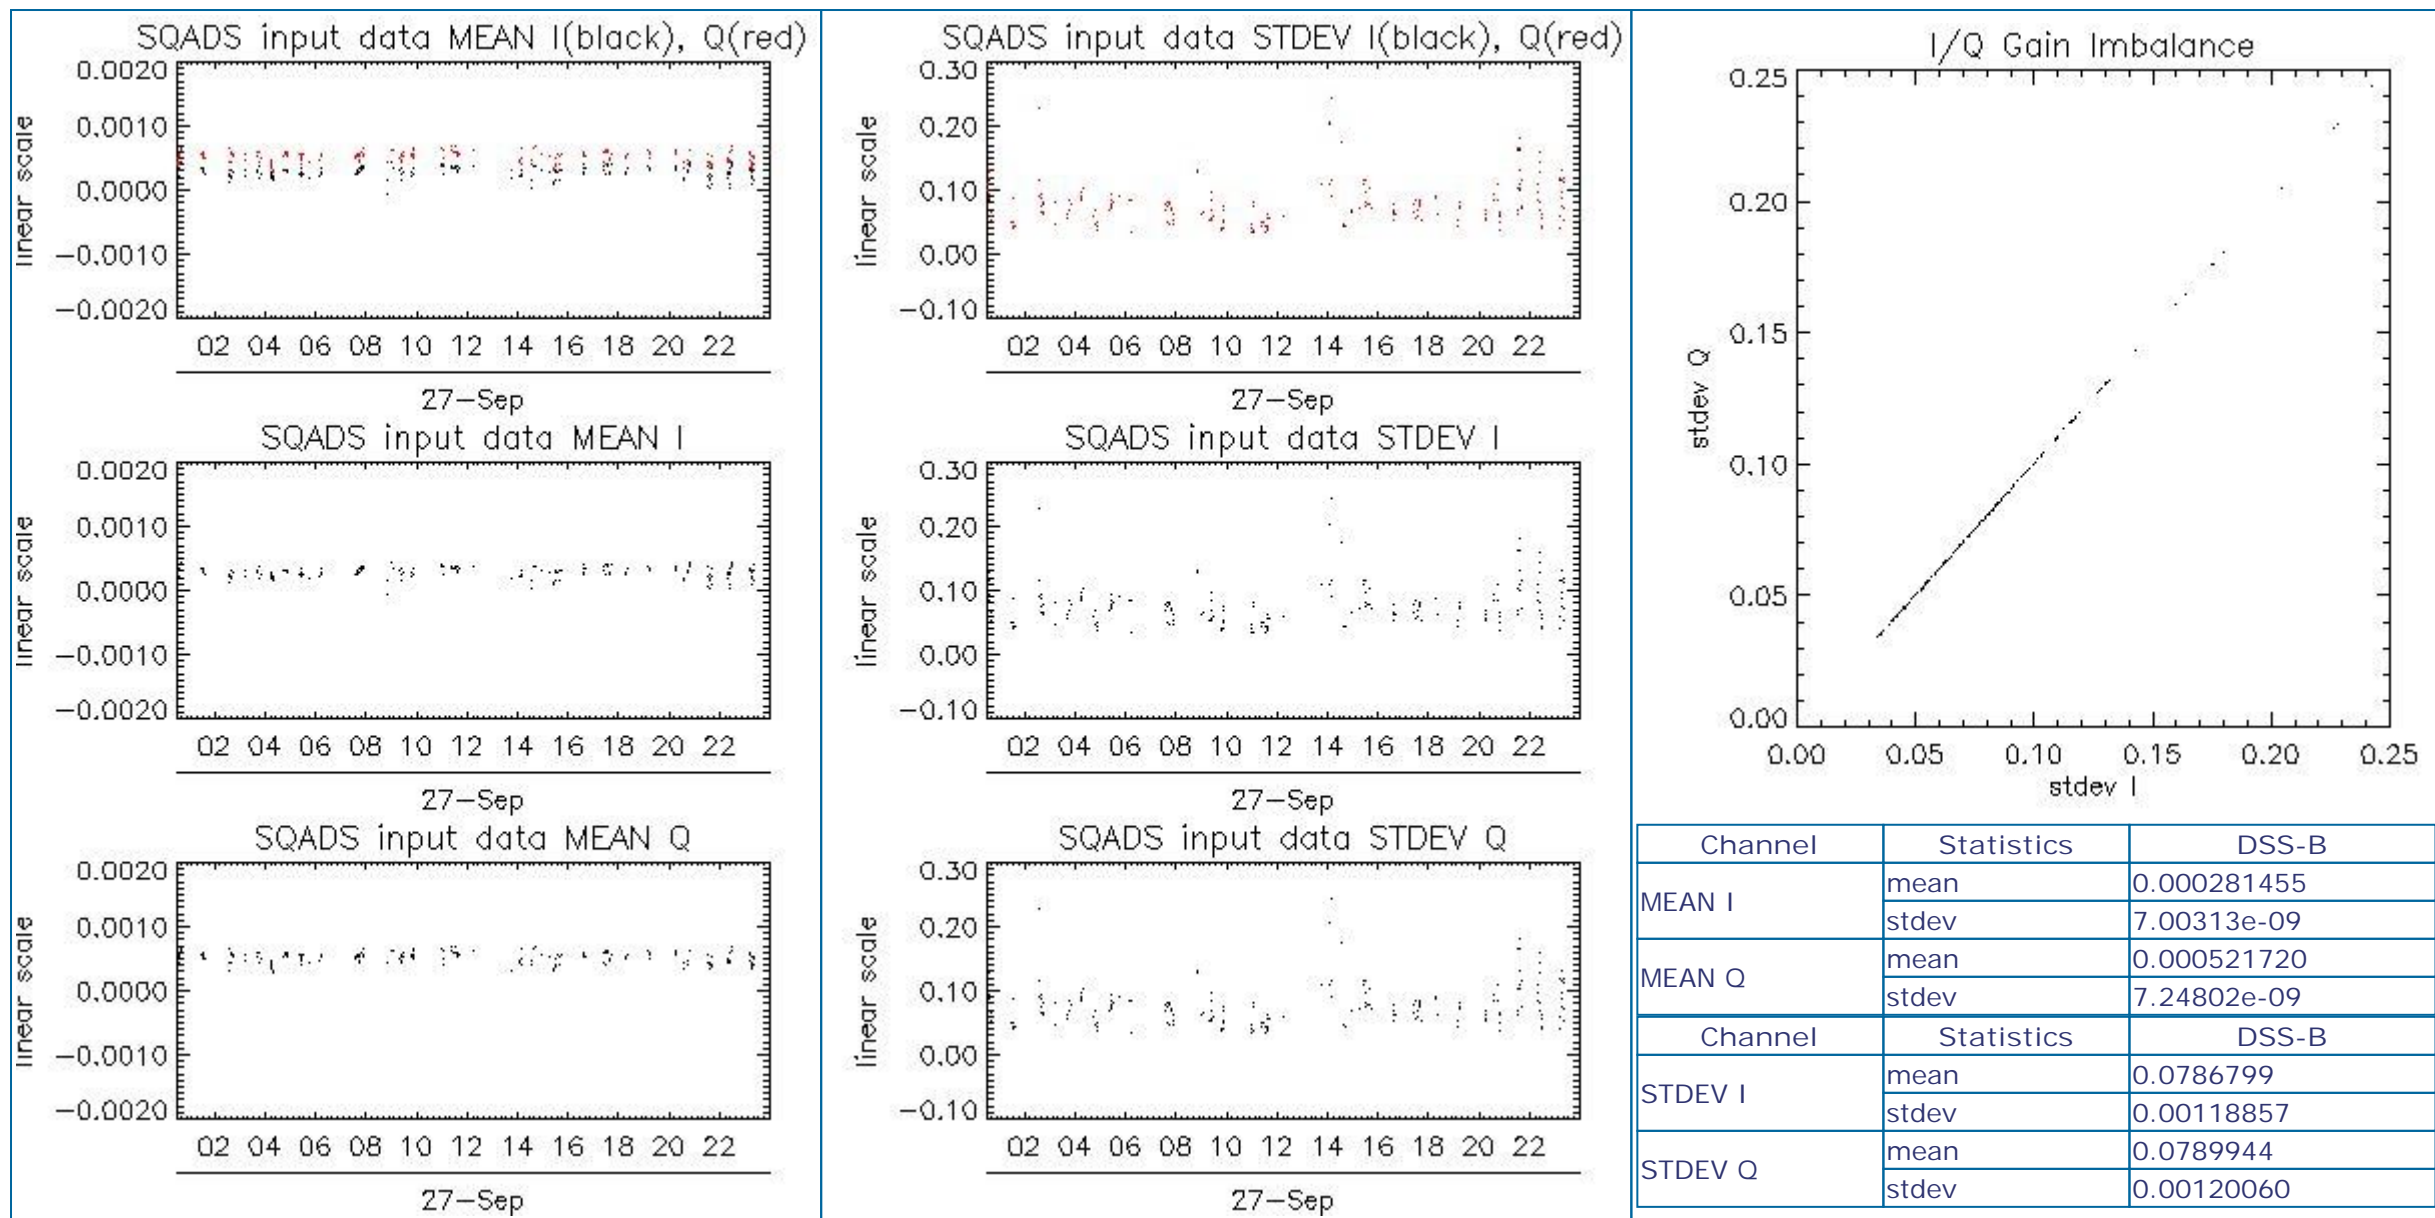 SQADS input data MEAN I(black), Q(red)
0.0020
0.0010
0.0000
−0.0010
−0.0020
linear scale
02 04 06 08 10 12 14 16 18 20 22
27−Sep
SQADS input data MEAN I
0.0020
0.0010
0.0000
−0.0010
−0.0020
linear scale
02 04 06 08 10 12 14 16 18 20 22
27−Sep
SQADS input data MEAN Q
0.0020
0.0010
0.0000
−0.0010
−0.0020
linear scale
02 04 06 08 10 12 14 16 18 20 22
27−Sep
SQADS input data STDEV I(black), Q(red)
0.30
0.20
0.10
0.00
−0.10
linear scale
02 04 06 08 10 12 14 16 18 20 22
27−Sep
SQADS input data STDEV I
0.30
0.20
0.10
0.00
−0.10
linear scale
02 04 06 08 10 12 14 16 18 20 22
27−Sep
SQADS input data STDEV Q
0.30
0.20
0.10
0.00
−0.10
linear scale
02 04 06 08 10 12 14 16 18 20 22
27−Sep
I/Q Gain Imbalance
0.25
0.20
0.15
0.10
0.05
0.00
stdev Q
0.00 0.05 0.10 0.15 0.20 0.25
stdev I
Channel Statistics DSS-B
MEAN I
mean 0.000281455
stdev 7.00313e-09
MEAN Q
mean 0.000521720
stdev 7.24802e-09
Channel Statistics DSS-B
STDEV I
mean 0.0786799
stdev 0.00118857
STDEV Q
mean 0.0789944
stdev 0.00120060